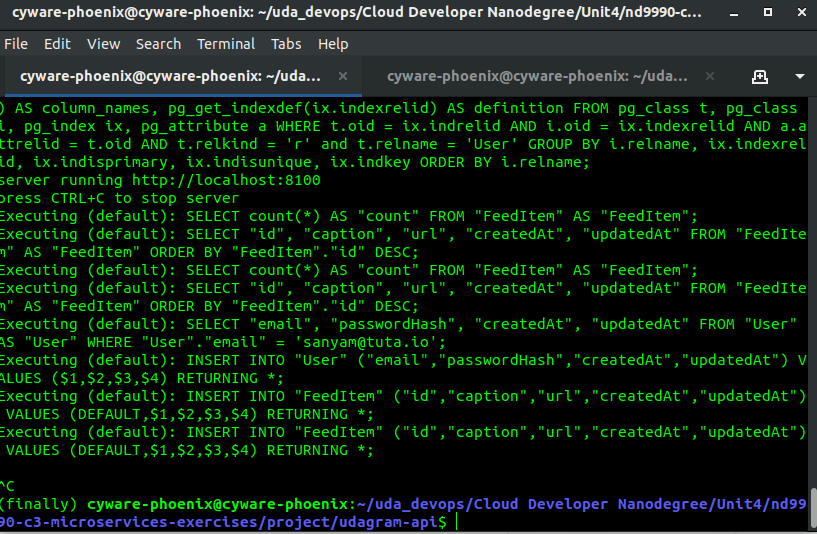 cyware-phoenix@cyware-phoenix: ~/uda_devops/Cloud Developer Nanodegree/Unit4/nd9990-c...
File Edit View Search Terminal Tabs Help
cyware-phoenix@cyware-phoenix: ~/uda... × cyware-phoenix@cyware-phoenix: ~/uda... ×
) AS column_names, pg_get_indexdef(ix.indexrelid) AS definition FROM pg_class t, pg_class
i, pg_index ix, pg_attribute a WHERE t.oid = ix.indrelid AND i.oid = ix.indexrelid AND a.a
ttrelid = t.oid AND t.relkind = 'r' and t.relname = 'User' GROUP BY i.relname, ix.indexrel
id, ix.indisprimary, ix.indisunique, ix.indkey ORDER BY i.relname;
server running http://localhost:8100
press CTRL+C to stop server
Executing (default): SELECT count(*) AS "count" FROM "FeedItem" AS "FeedItem";
Executing (default): SELECT "id", "caption", "url", "createdAt", "updatedAt" FROM "FeedIte
m" AS "FeedItem" ORDER BY "FeedItem"."id" DESC;
Executing (default): SELECT count(*) AS "count" FROM "FeedItem" AS "FeedItem";
Executing (default): SELECT "id", "caption", "url", "createdAt", "updatedAt" FROM "FeedIte
m" AS "FeedItem" ORDER BY "FeedItem"."id" DESC;
Executing (default): SELECT "email", "passwordHash", "createdAt", "updatedAt" FROM "User"
AS "User" WHERE "User"."email" = 'sanyam@tuta.io';
Executing (default): INSERT INTO "User" ("email","passwordHash","createdAt","updatedAt") V
ALUES ($1,$2,$3,$4) RETURNING *;
Executing (default): INSERT INTO "FeedItem" ("id","caption","url","createdAt","updatedAt")
VALUES (DEFAULT,$1,$2,$3,$4) RETURNING *;
Executing (default): INSERT INTO "FeedItem" ("id","caption","url","createdAt","updatedAt")
VALUES (DEFAULT,$1,$2,$3,$4) RETURNING *;
^C
(finally) cyware-phoenix@cyware-phoenix:~/uda_devops/Cloud Developer Nanodegree/Unit4/nd99
90-c3-microservices-exercises/project/udagram-api$